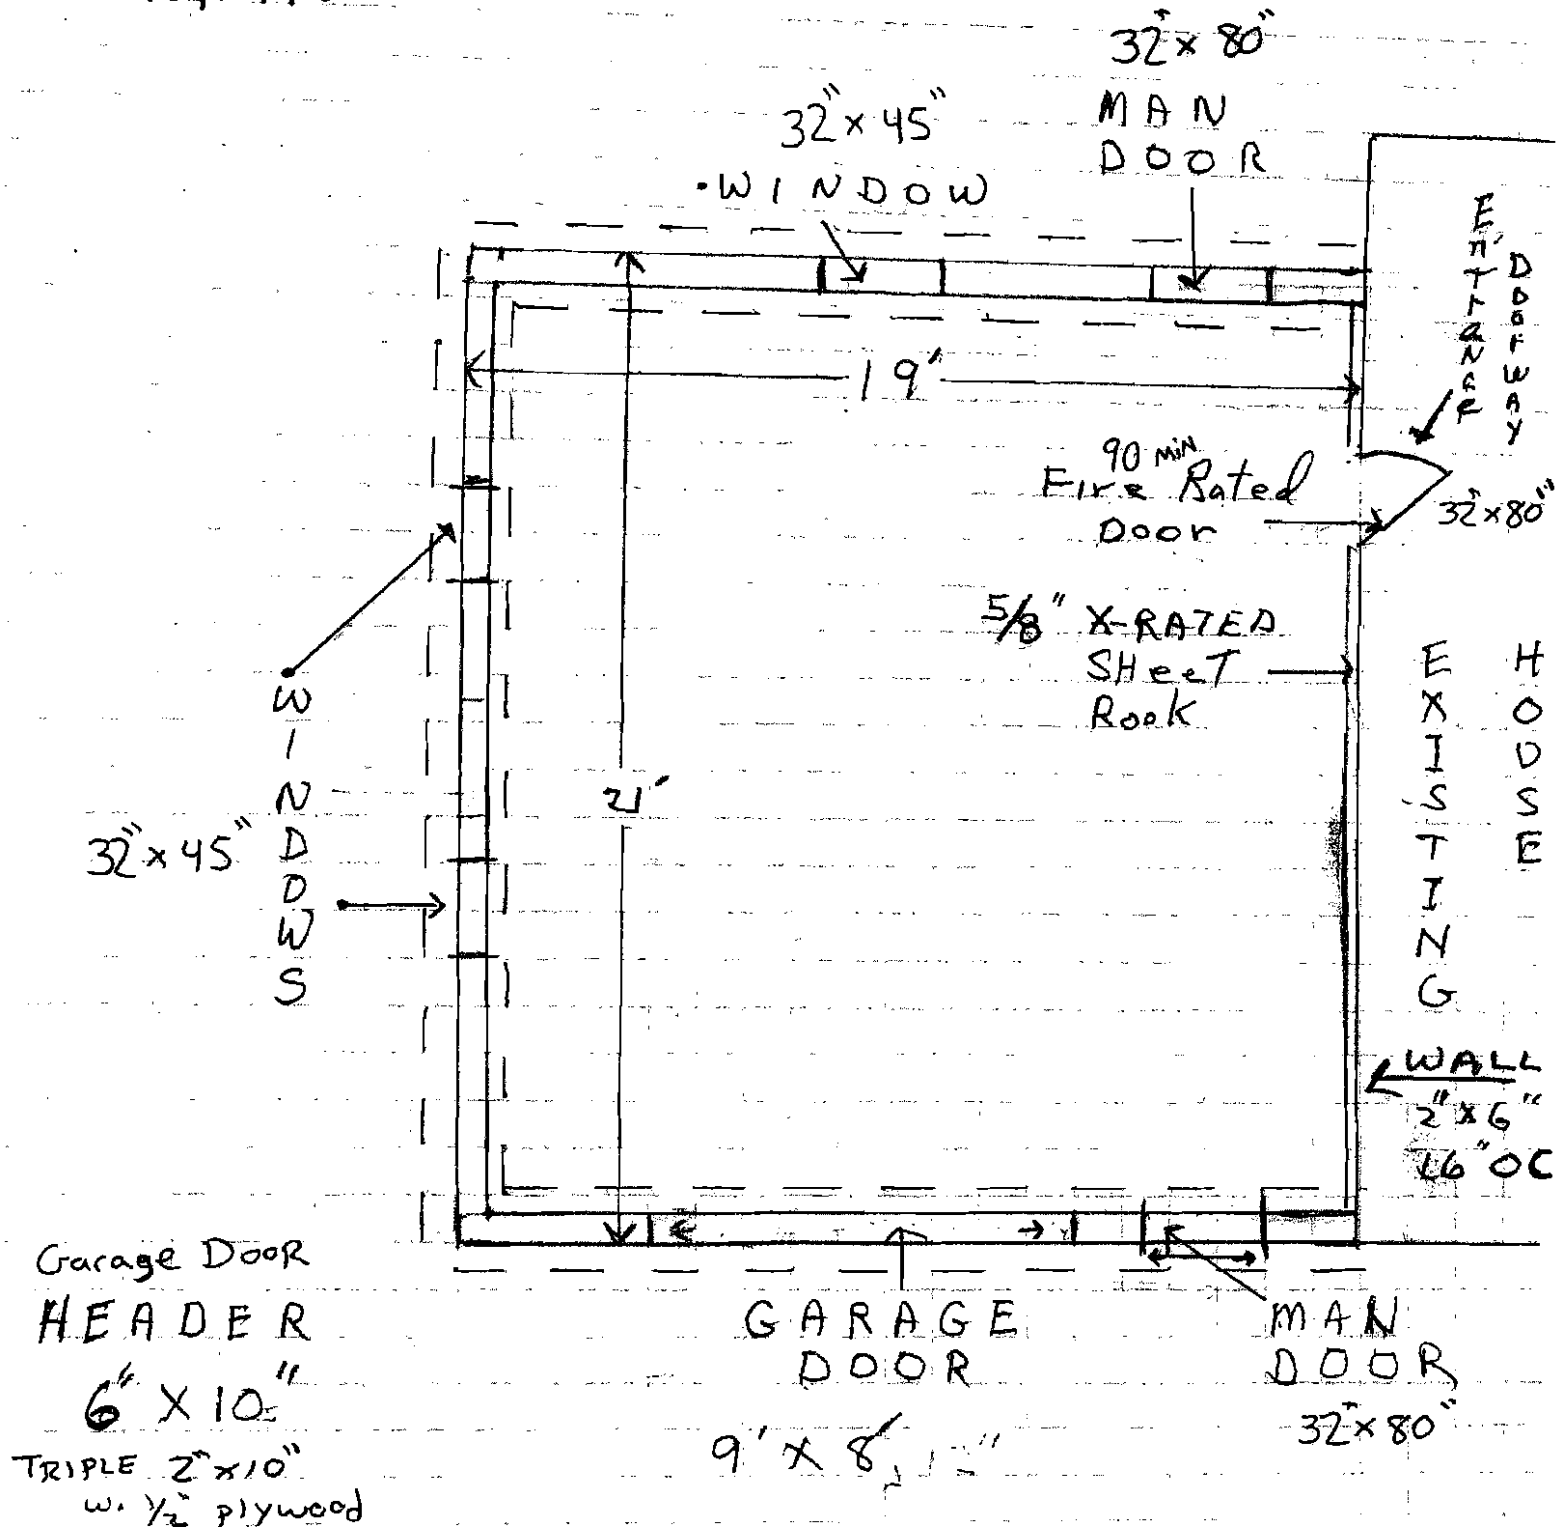 32" x 80"
MAN
DOOR
32" x 45"
WINDOW
ENTrANCE
DOOrWAY
19'
90 MIN
Fire Rated
Door
32" x 80"
5/8" X-RATED
SHeeT
Rock
EXISTING
HOUSE
21'
WINDOWS
32" x 45"
WALL
2" x 6"
16" OC
Garage DooR
HEADER
6" X 10"
TRIPLE 2" x 10"
w. 1/2" plywood
GARAGE
DOOR
9' X 8'
MAN
DOOR
32" x 80"